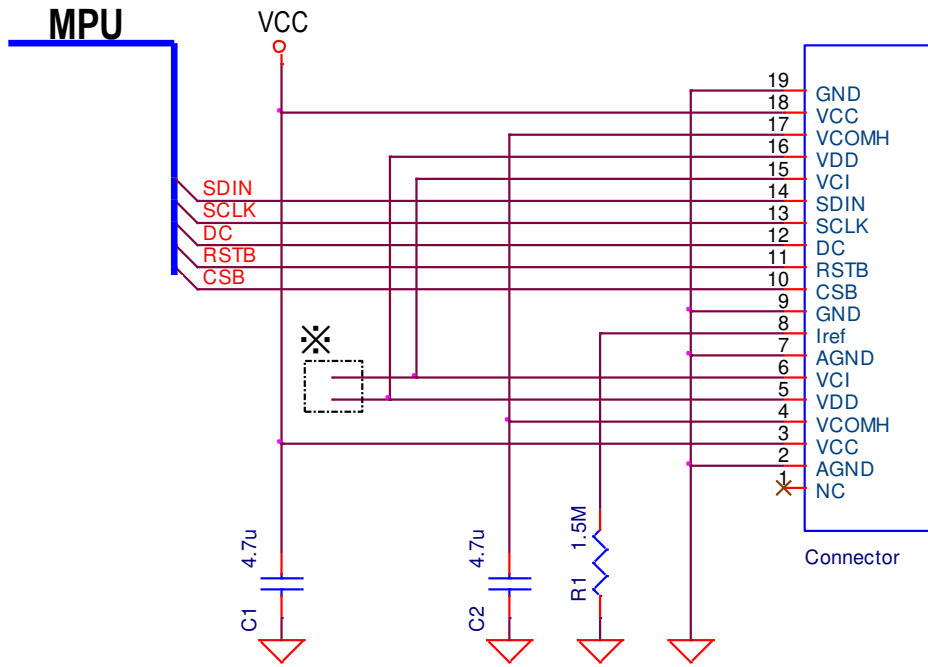 MPU
VCC
19 GND
18 VCC
17 VCOMH
16 VDD
15 VCI
SDIN 14 SDIN
SCLK 13 SCLK
DC 12 DC
RSTB 11 RSTB
CSB 10 CSB
9 GND
※ 8 Iref
7 AGND
6 VCI
5 VDD
4 VCOMH
3 VCC
2 AGND
1 NC
Connector
4.7u
C1
4.7u
C2
1.5M
R1